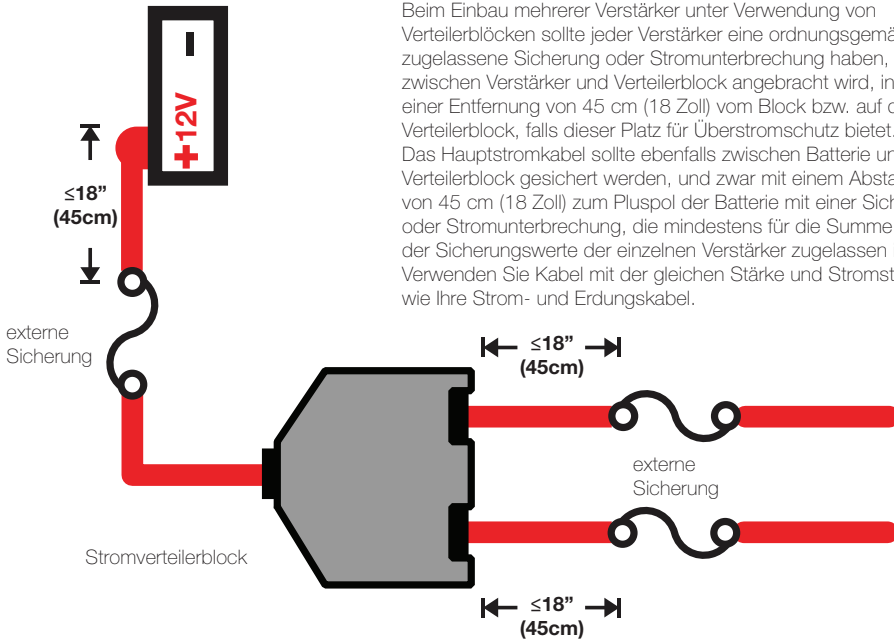 Beim Einbau mehrerer Verstärker unter Verwendung von
Verteilerblöcken sollte jeder Verstärker eine ordnungsgemä
zugelassene Sicherung oder Stromunterbrechung haben,
zwischen Verstärker und Verteilerblock angebracht wird, in
einer Entfernung von 45 cm (18 Zoll) vom Block bzw. auf
Verteilerblock, falls dieser Platz für Überstromschutz bietet.
Das Hauptstromkabel sollte ebenfalls zwischen Batterie un
Verteilerblock gesichert werden, und zwar mit einem Absta
von 45 cm (18 Zoll) zum Pluspol der Batterie mit einer Sich
oder Stromunterbrechung, die mindestens für die Summe
der Sicherungswerte der einzelnen Verstärker zugelassen
Verwenden Sie Kabel mit der gleichen Stärke und Stromst
wie Ihre Strom- und Erdungskabel.
– +12V
≤18”
(45cm)
externe
Sicherung
≤18”
(45cm)
externe
Sicherung
Stromverteilerblock
≤18”
(45cm)